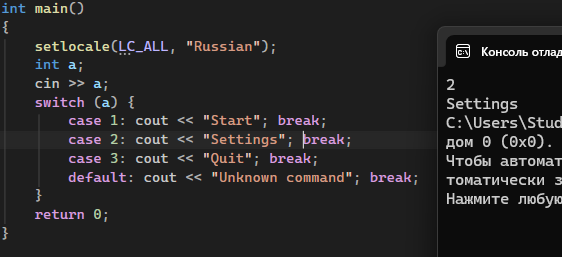 int main()
{
setlocale(LC_ALL, "Russian");
int a;
cin >> a;
switch (a) {
case 1: cout << "Start"; break;
case 2: cout << "Settings"; break;
case 3: cout << "Quit"; break;
default: cout << "Unknown command"; break;
}
return 0;
}
Консоль отлад
2
Settings
C:\Users\Stud
дом 0 (0x0).
Чтобы автомат
томатически з
Нажмите любую